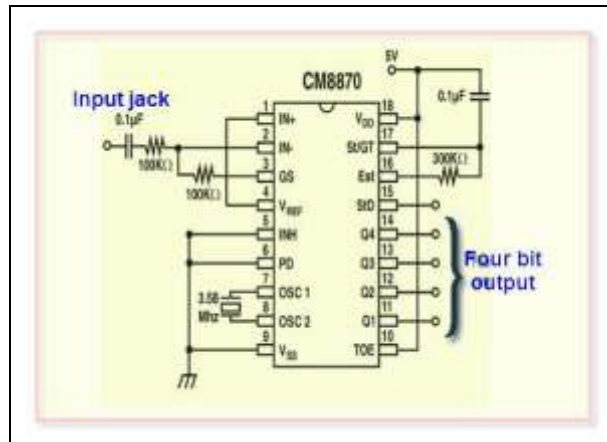 5V
CM8870
Input jack
0.1µF
0.1µF
100KΩ
100KΩ
300KΩ
1 IN+
2 IN-
3 GS
4 VREF
5 INH
6 PD
7 OSC 1
8 OSC 2
9 VSS
18 VDD
17 St/GT
16 Est
15 StD
14 Q4
13 Q3
12 Q2
11 Q1
10 TOE
3.58
Mhz
Four bit
output